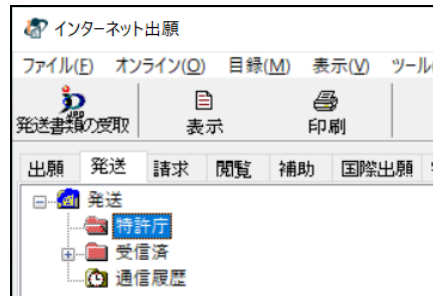 インターネット出願
ファイル(F) オンライン(O) 目録(M) 表示(V) ツール
発送書類の受取 表示 印刷
出願 発送 請求 閲覧 補助 国際出願
発送
特許庁
受信済
通信履歴